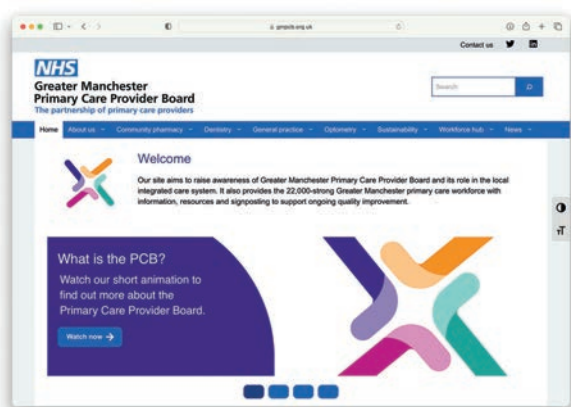 gmpcb.org.uk
Contact us
NHS
Greater Manchester
Primary Care Provider Board
The partnership of primary care providers
Search
Home About us Community pharmacy Dentistry General practice Optometry Sustainability Workforce hub News
Welcome
Our site aims to raise awareness of Greater Manchester Primary Care Provider Board and its role in the local
integrated care system. It also provides the 22,000-strong Greater Manchester primary care workforce with
information, resources and signposting to support ongoing quality improvement.
TT
What is the PCB?
Watch our short animation to
find out more about the
Primary Care Provider Board.
Watch now →